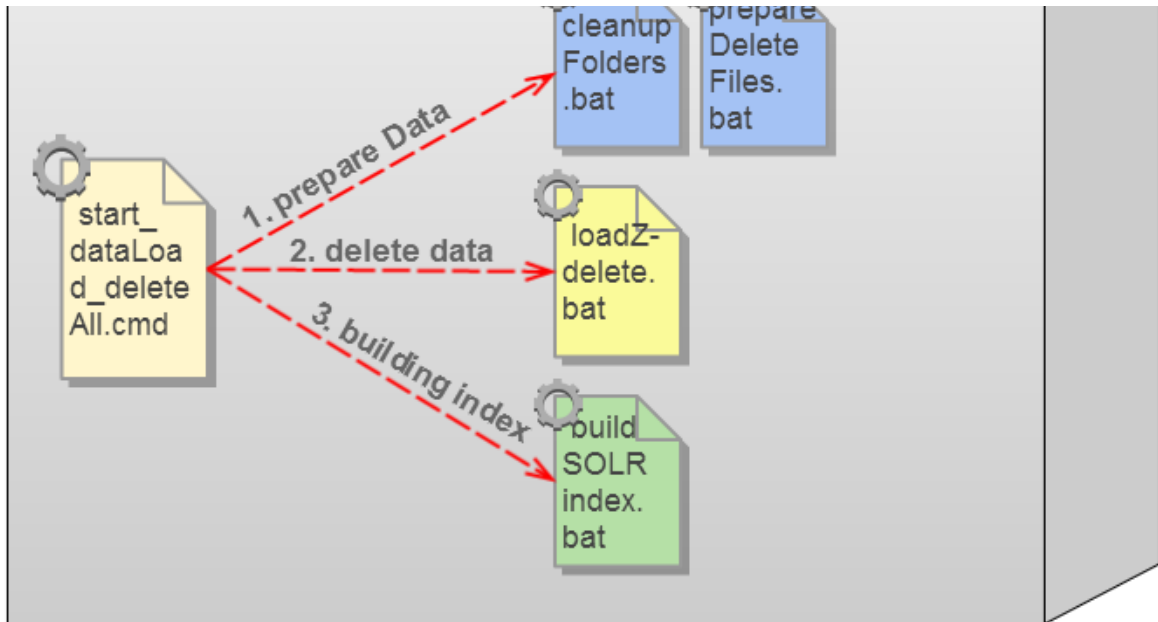 cleanup
Folders
.bat
prepare
Delete
Files.
bat
1. prepare Data
start_
dataLoa
d_delete
All.cmd
2. delete data
loadZ-
delete.
bat
3. building index
build
SOLR
index.
bat